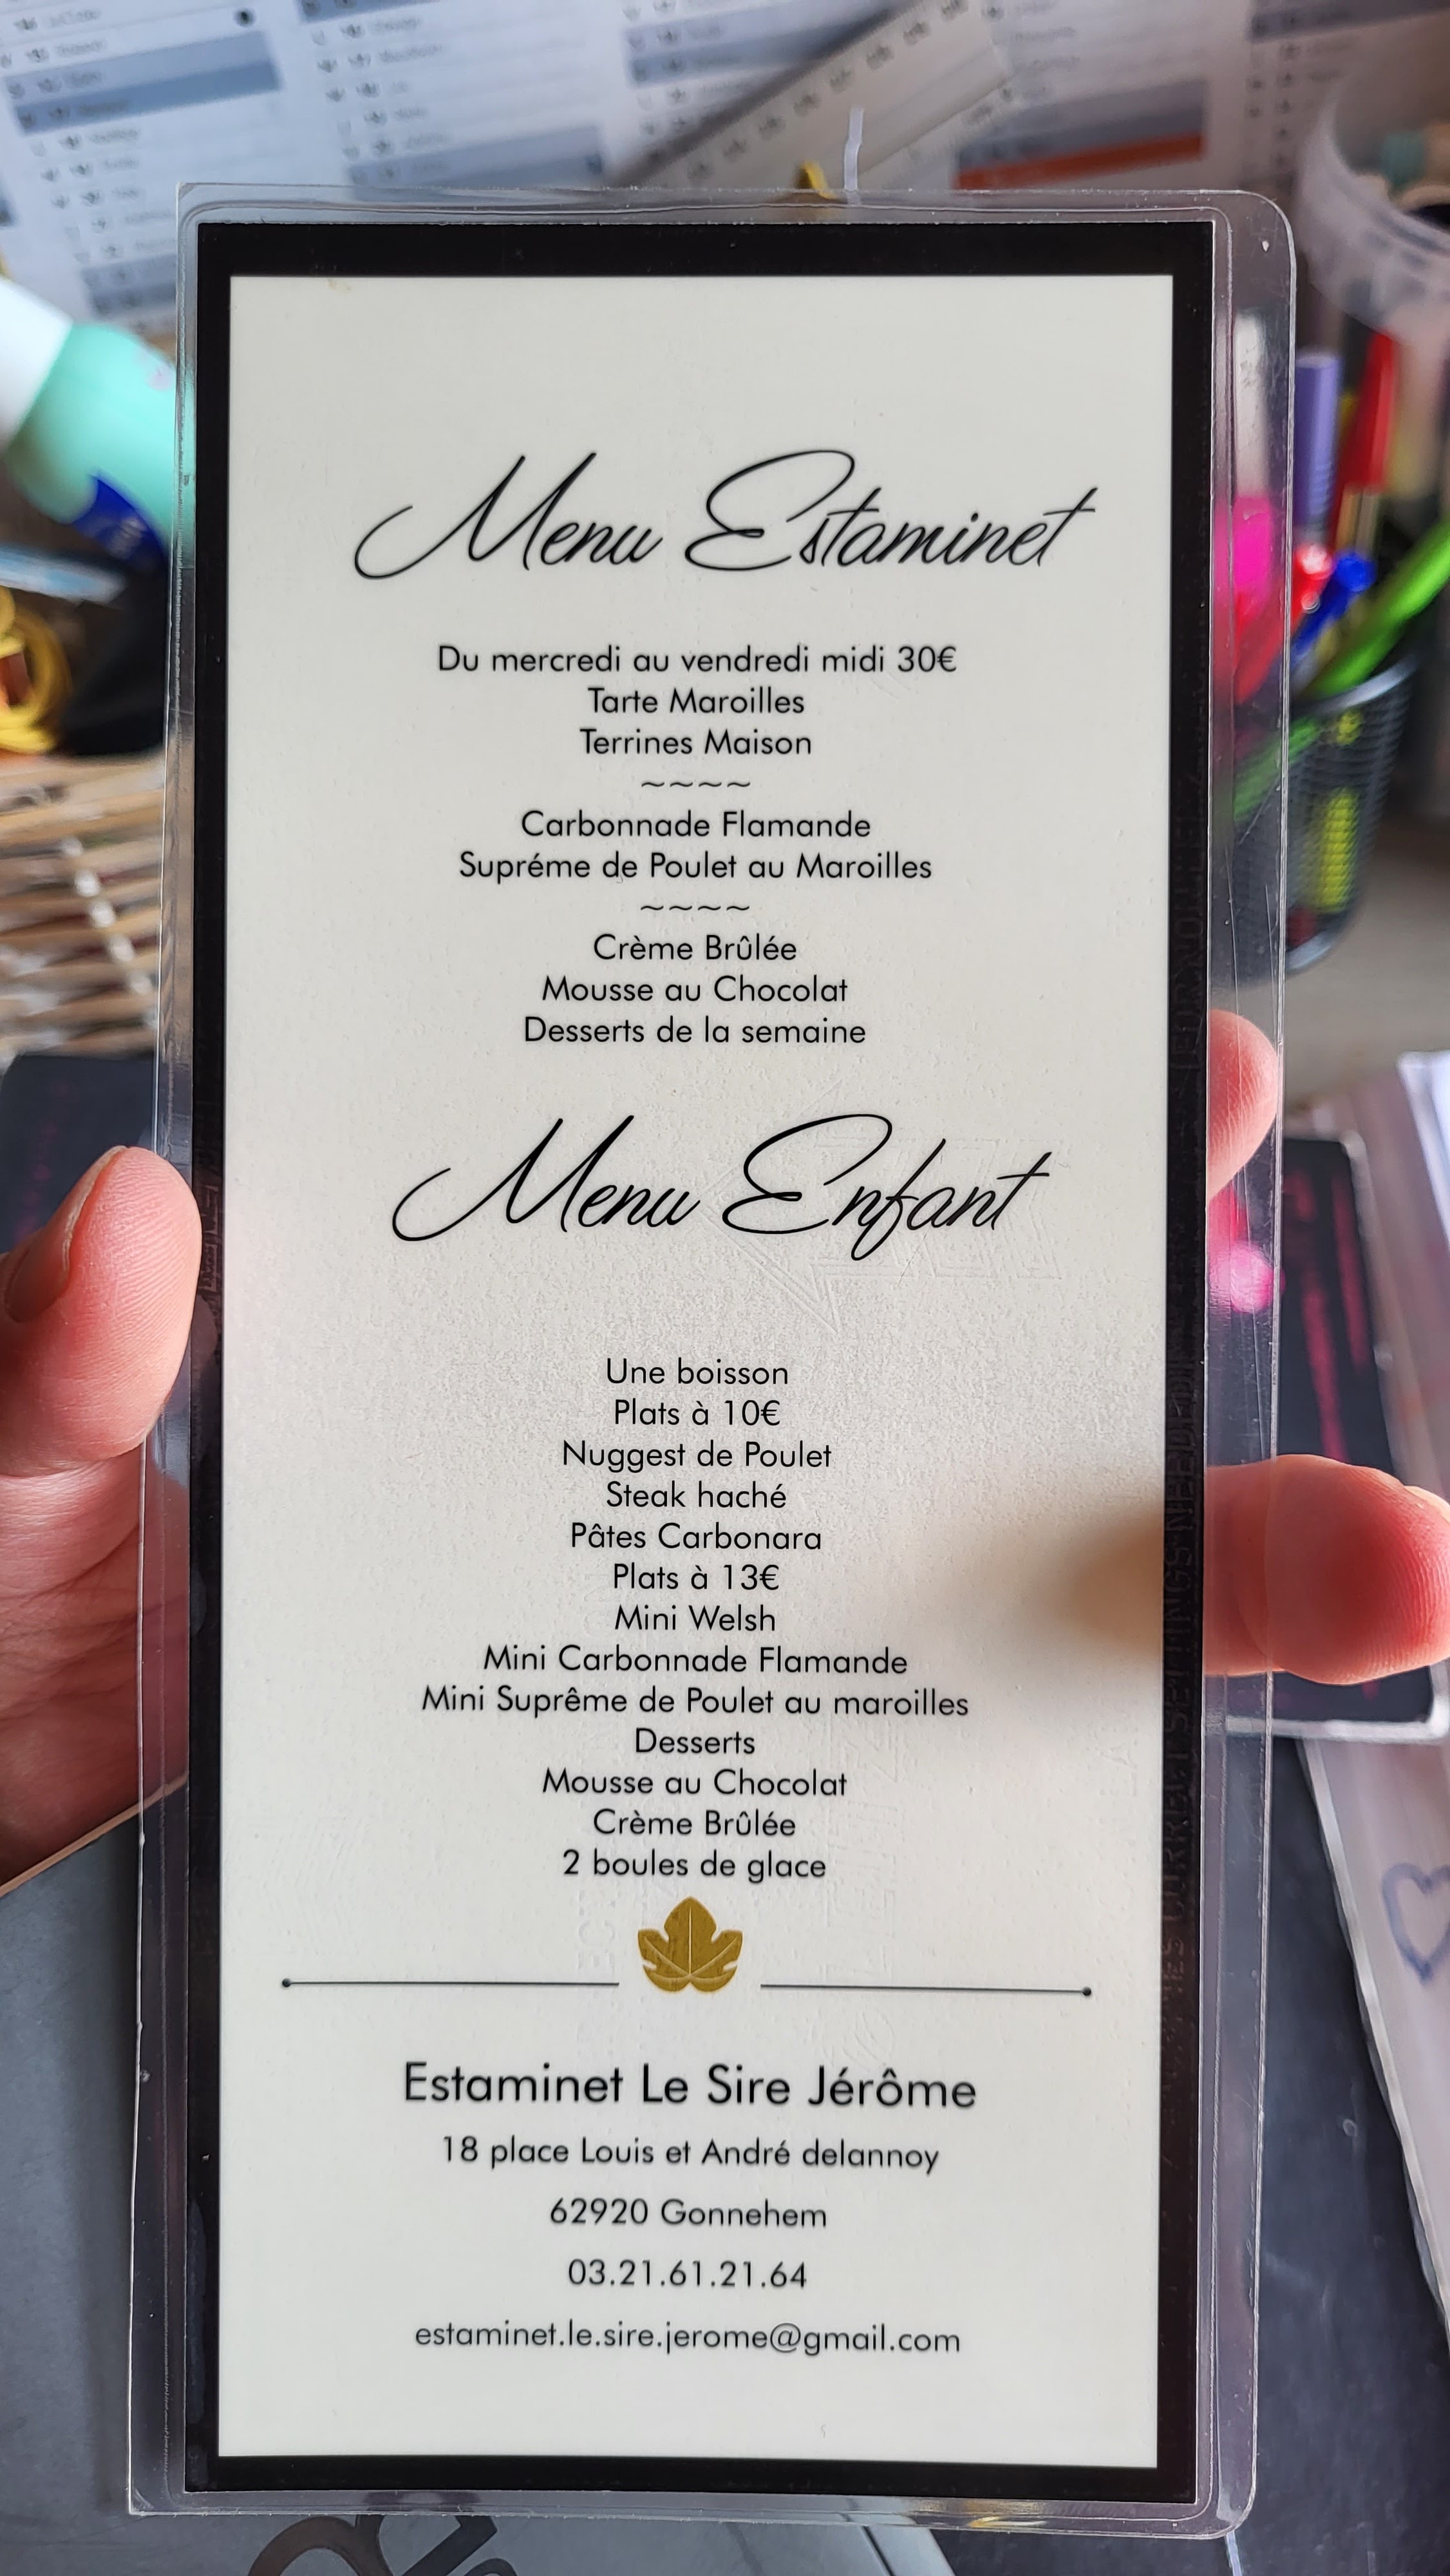 Menu Estaminet
Du mercredi au vendredi midi 30€
Tarte Maroilles
Terrines Maison
~~~~
Carbonnade Flamande
Supréme de Poulet au Maroilles
~~~~
Crème Brûlée
Mousse au Chocolat
Desserts de la semaine
Menu Enfant
Une boisson
Plats à 10€
Nuggest de Poulet
Steak haché
Pâtes Carbonara
Plats à 13€
Mini Welsh
Mini Carbonnade Flamande
Mini Suprême de Poulet au maroilles
Desserts
Mousse au Chocolat
Crème Brûlée
2 boules de glace
Estaminet Le Sire Jérôme
18 place Louis et André delannoy
62920 Gonnehem
03.21.61.21.64
estaminet.le.sire.jerome@gmail.com